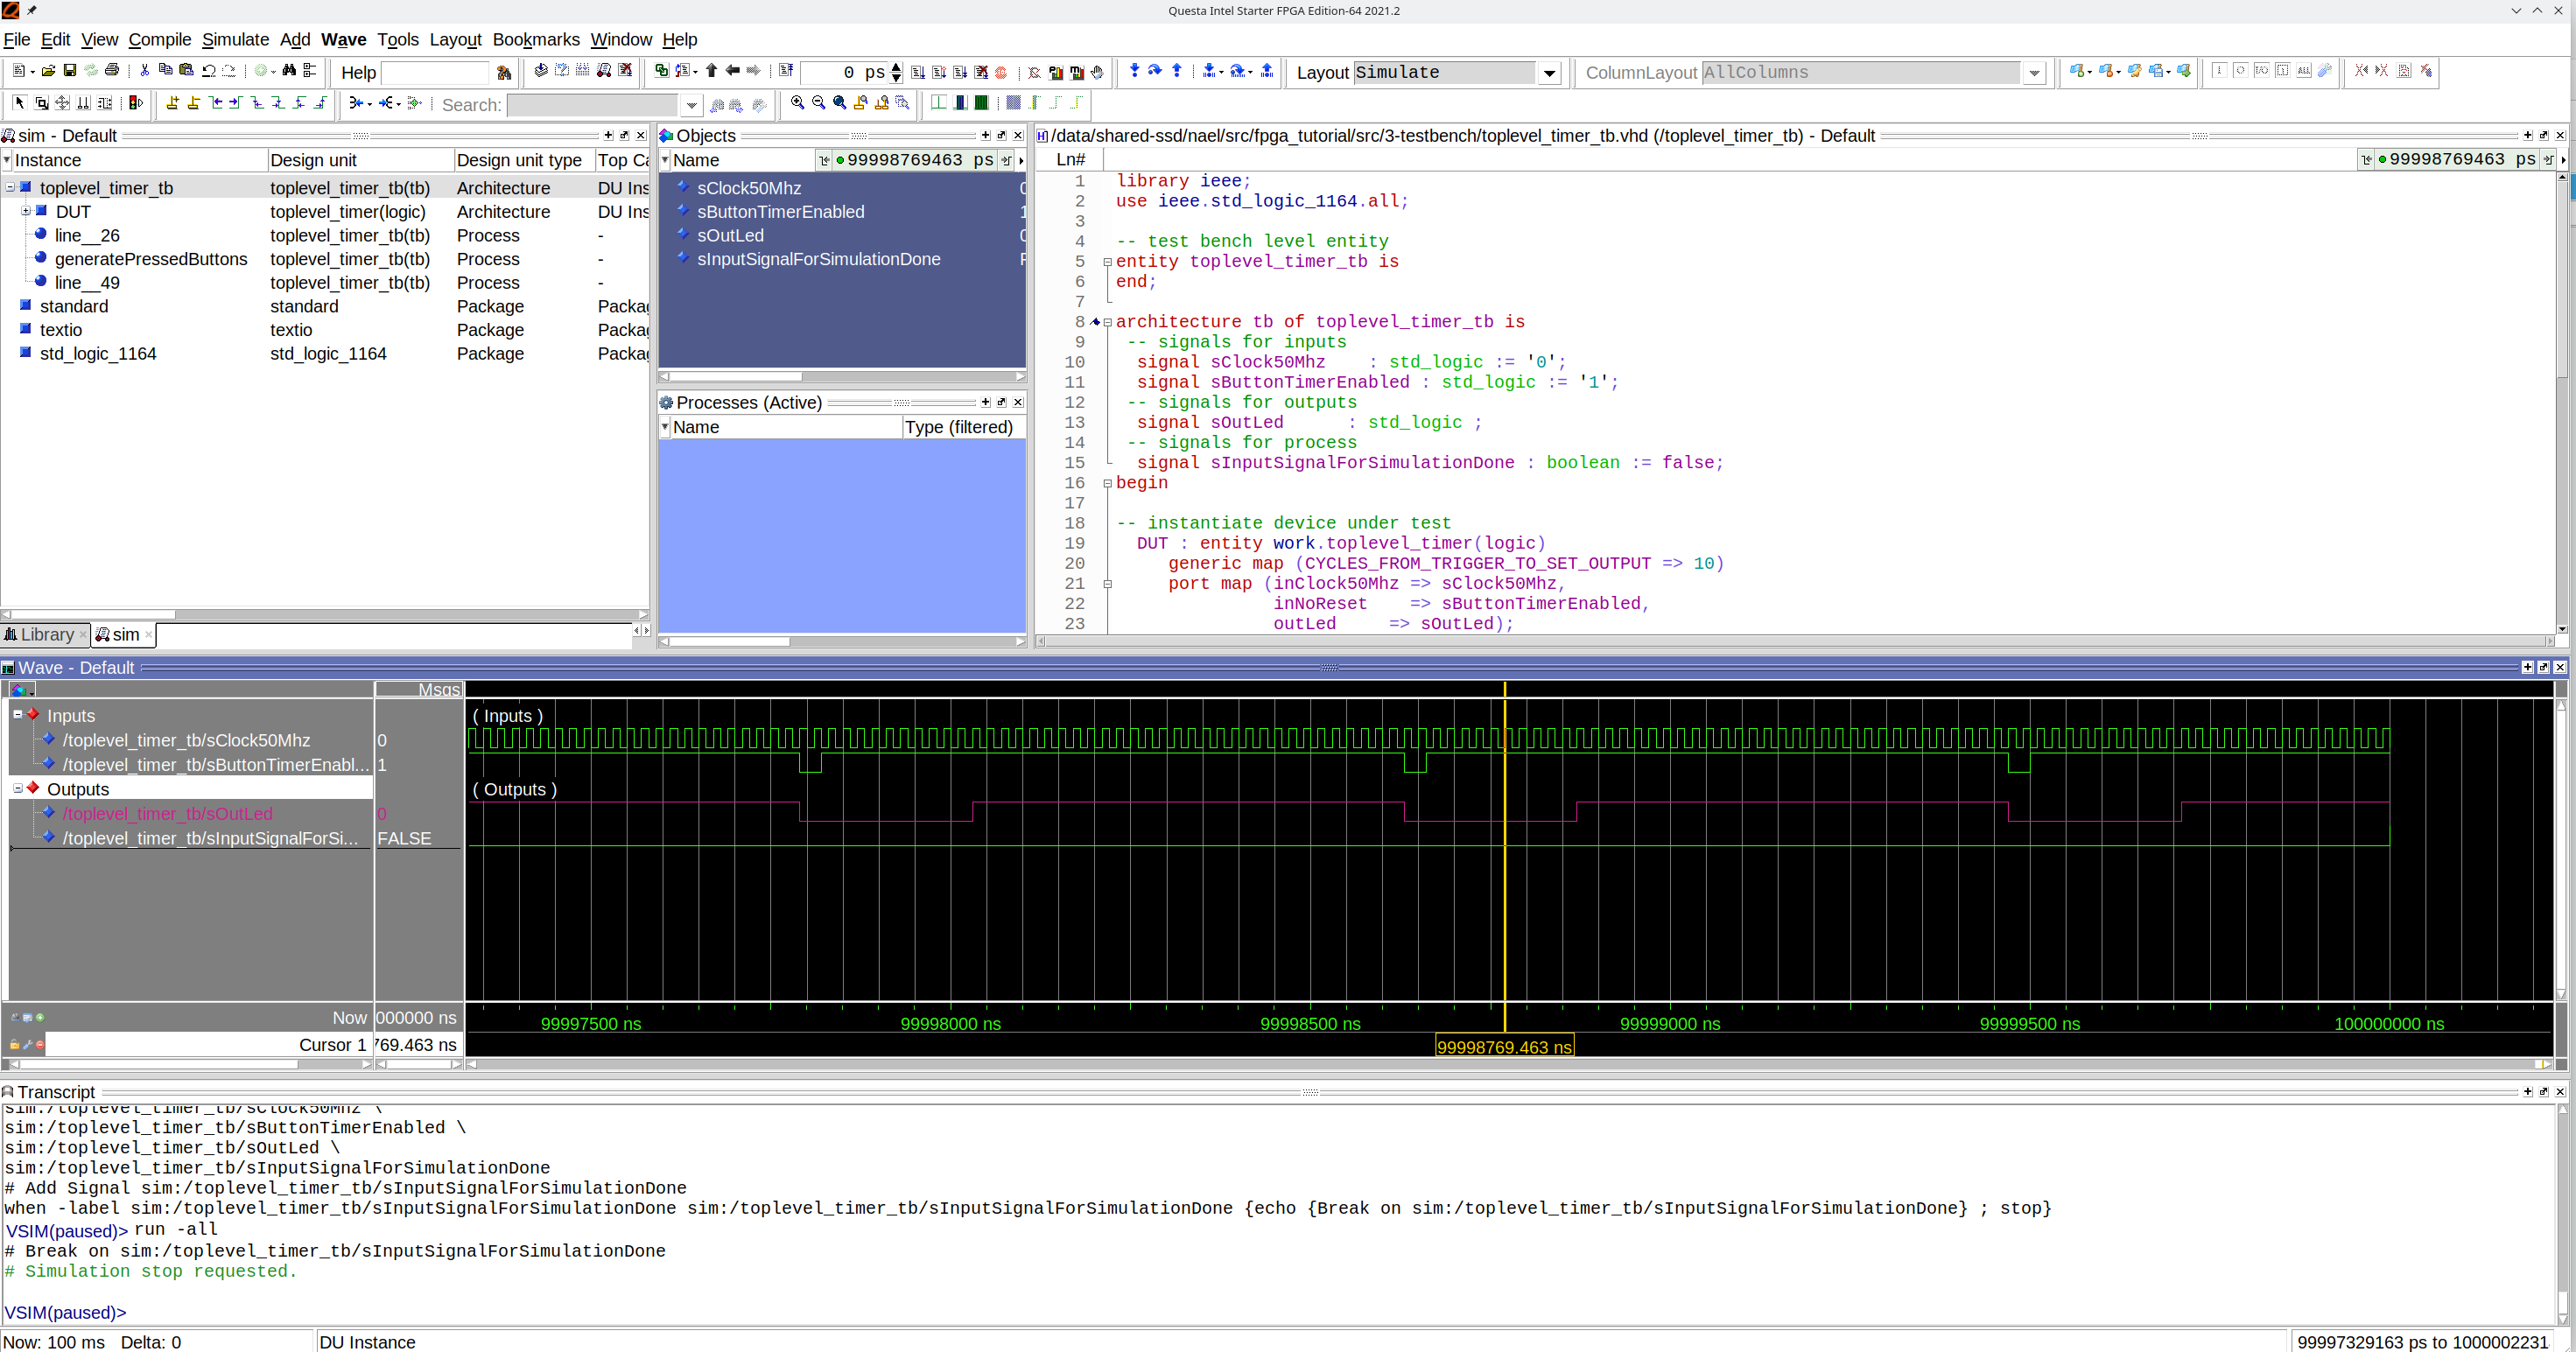 Questa Intel Starter FPGA Edition-64 2021.2
File Edit View Compile Simulate Add Wave Tools Layout Bookmarks Window Help
Help 0 ps Layout Simulate ColumnLayout AllColumns
Search:
sim - Default
Instance Design unit Design unit type Top Ca
toplevel_timer_tb toplevel_timer_tb(tb) Architecture DU Ins
DUT toplevel_timer(logic) Architecture DU Ins
line__26 toplevel_timer_tb(tb) Process -
generatePressedButtons toplevel_timer_tb(tb) Process -
line__49 toplevel_timer_tb(tb) Process -
standard standard Package Packa
textio textio Package Packa
std_logic_1164 std_logic_1164 Package Packa
Library sim
Objects
Name 99998769463 ps
sClock50Mhz
sButtonTimerEnabled 1
sOutLed
sInputSignalForSimulationDone
Processes (Active)
Name Type (filtered)
/data/shared-ssd/nael/src/fpga_tutorial/src/3-testbench/toplevel_timer_tb.vhd (/toplevel_timer_tb) - Default
Ln# 99998769463 ps
1 library ieee;
2 use ieee.std_logic_1164.all;
3
4 -- test bench level entity
5 entity toplevel_timer_tb is
6 end;
7
8 architecture tb of toplevel_timer_tb is
9 -- signals for inputs
10 signal sClock50Mhz : std_logic := '0';
11 signal sButtonTimerEnabled : std_logic := '1';
12 -- signals for outputs
13 signal sOutLed : std_logic ;
14 -- signals for process
15 signal sInputSignalForSimulationDone : boolean := false;
16 begin
17
18 -- instantiate device under test
19 DUT : entity work.toplevel_timer(logic)
20 generic map (CYCLES_FROM_TRIGGER_TO_SET_OUTPUT => 10)
21 port map (inClock50Mhz => sClock50Mhz,
22 inNoReset => sButtonTimerEnabled,
23 outLed => sOutLed);
Wave - Default
Msgs
Inputs ( Inputs )
/toplevel_timer_tb/sClock50Mhz 0
/toplevel_timer_tb/sButtonTimerEnabl... 1
Outputs ( Outputs )
/toplevel_timer_tb/sOutLed 0
/toplevel_timer_tb/sInputSignalForSi... FALSE
Now 000000 ns 99997500 ns 99998000 ns 99998500 ns 99999000 ns 99999500 ns 100000000 ns
Cursor 1 769.463 ns 99998769.463 ns
Transcript
sim:/toplevel_timer_tb/sClock50Mhz \
sim:/toplevel_timer_tb/sButtonTimerEnabled \
sim:/toplevel_timer_tb/sOutLed \
sim:/toplevel_timer_tb/sInputSignalForSimulationDone
# Add Signal sim:/toplevel_timer_tb/sInputSignalForSimulationDone
when -label sim:/toplevel_timer_tb/sInputSignalForSimulationDone sim:/toplevel_timer_tb/sInputSignalForSimulationDone {echo {Break on sim:/toplevel_timer_tb/sInputSignalForSimulationDone} ; stop}
VSIM(paused)> run -all
# Break on sim:/toplevel_timer_tb/sInputSignalForSimulationDone
# Simulation stop requested.
VSIM(paused)>
Now: 100 ms Delta: 0 DU Instance 99997329163 ps to 1000002231